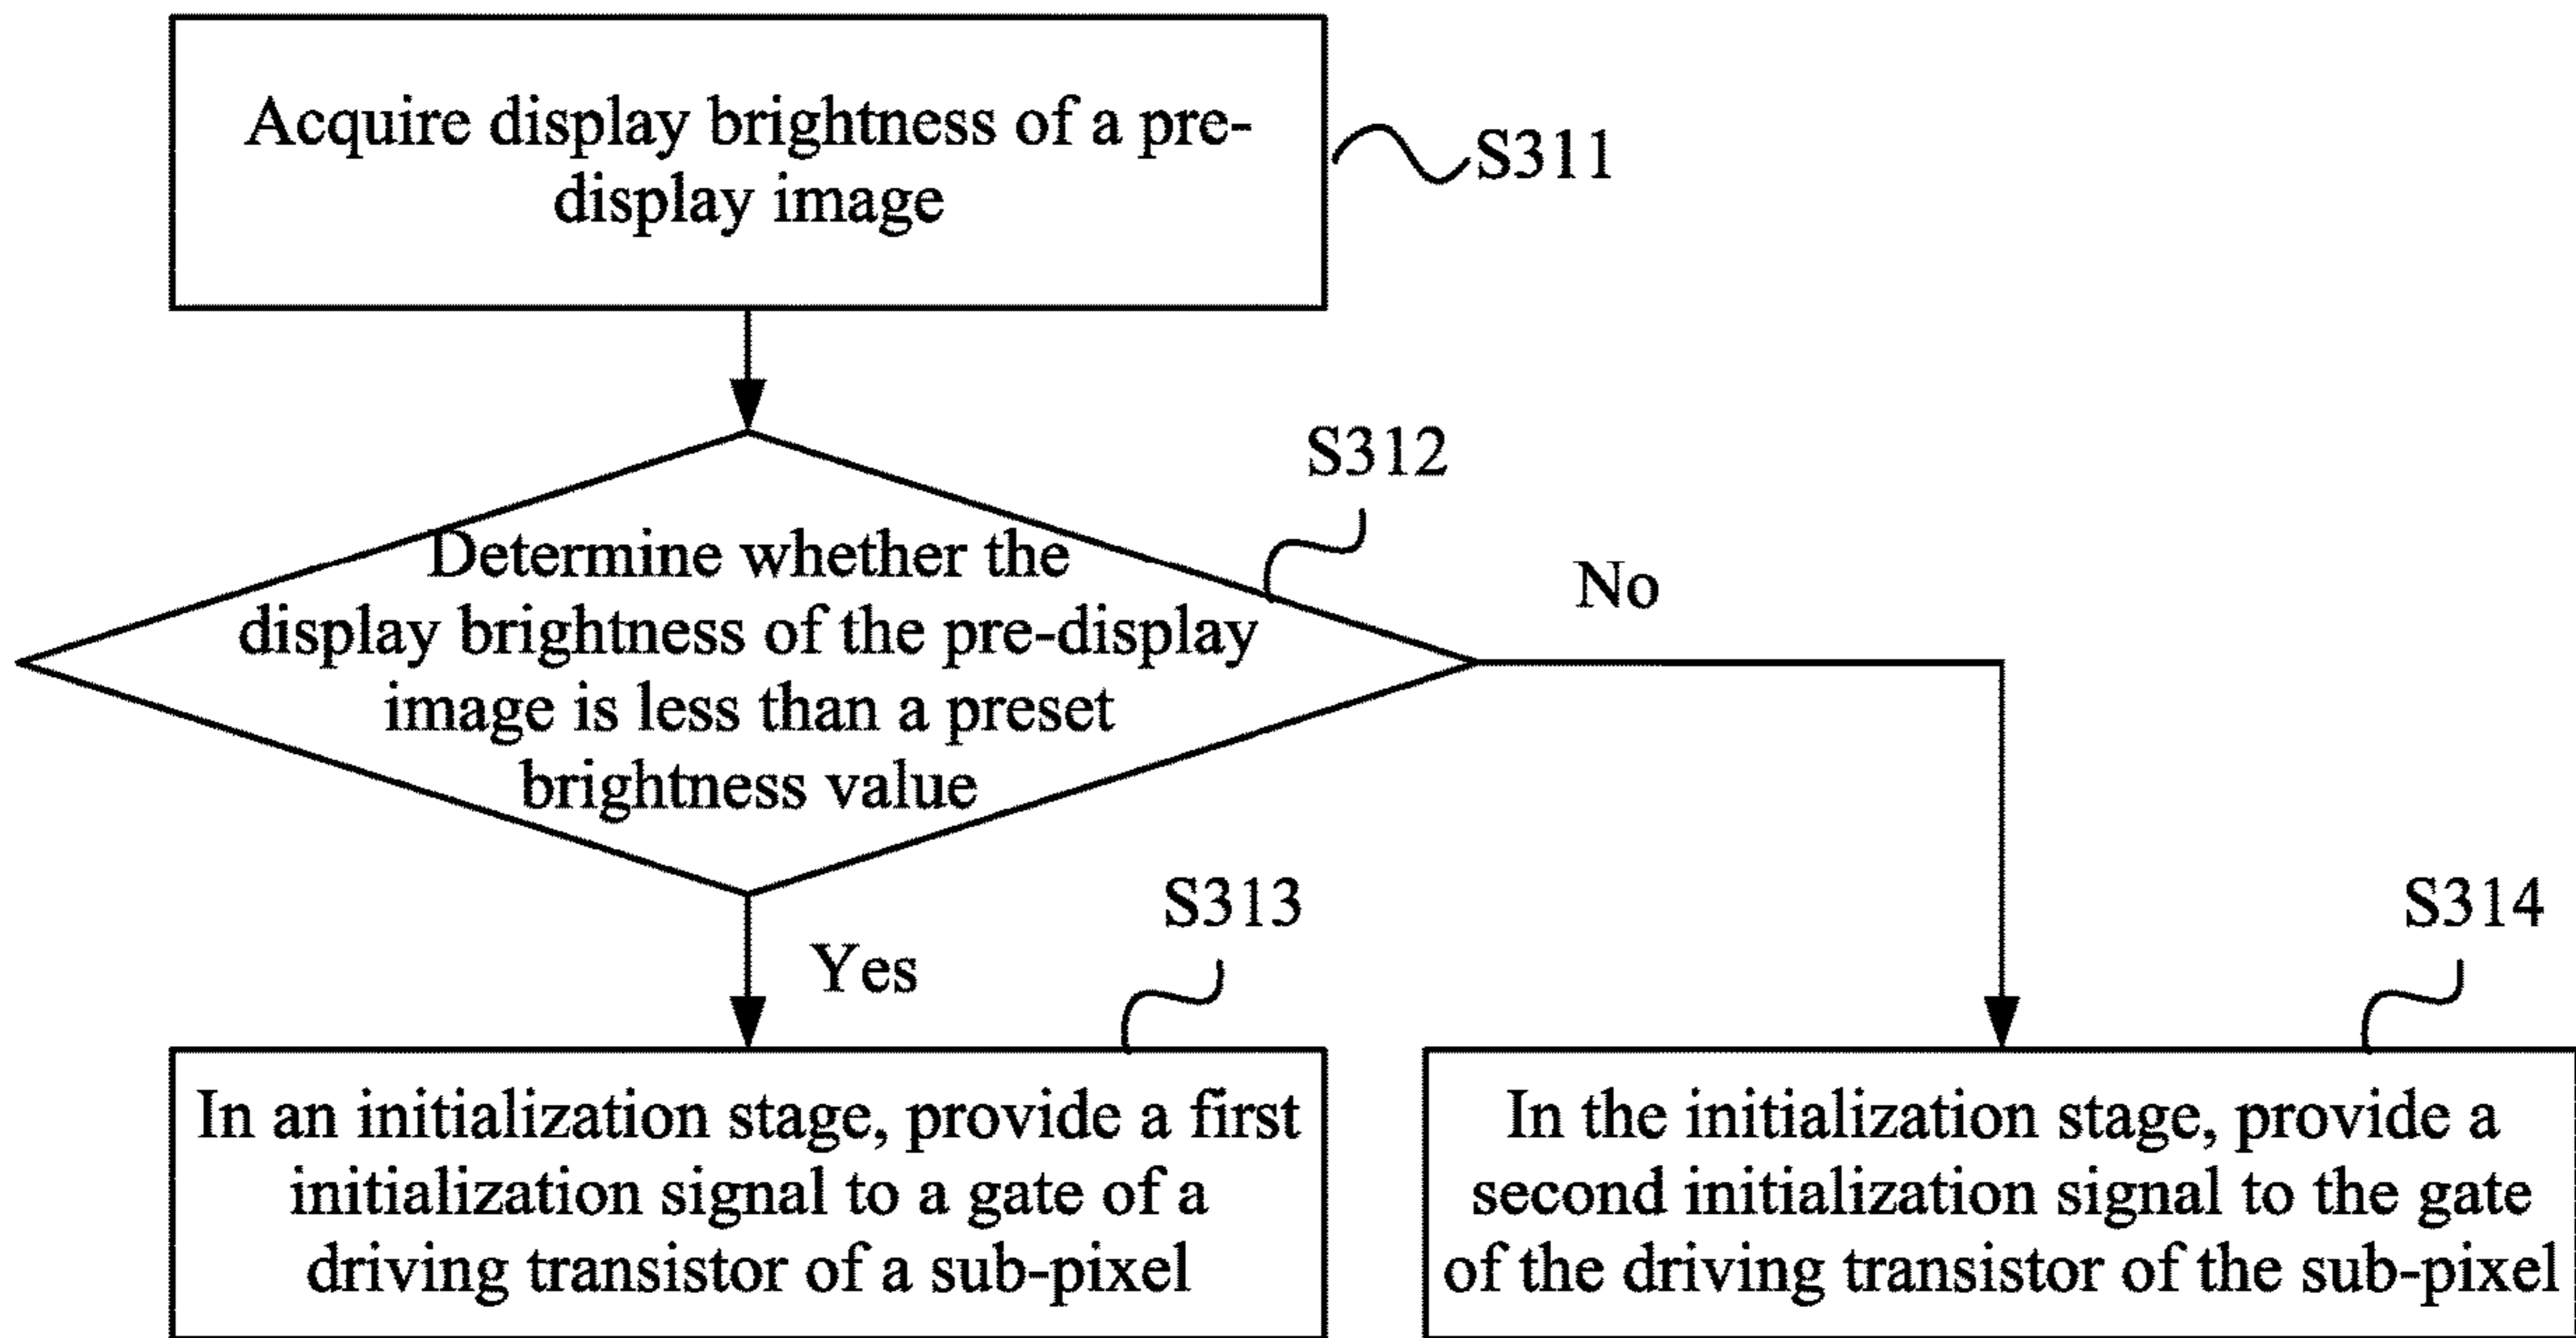 Acquire display brightness of a pre-
display image
S311
S312
Determine whether the
display brightness of the pre-display
image is less than a preset
brightness value
No
Yes
S313
In an initialization stage, provide a first
initialization signal to a gate of a
driving transistor of a sub-pixel
S314
In the initialization stage, provide a
second initialization signal to the gate
of the driving transistor of the sub-pixel